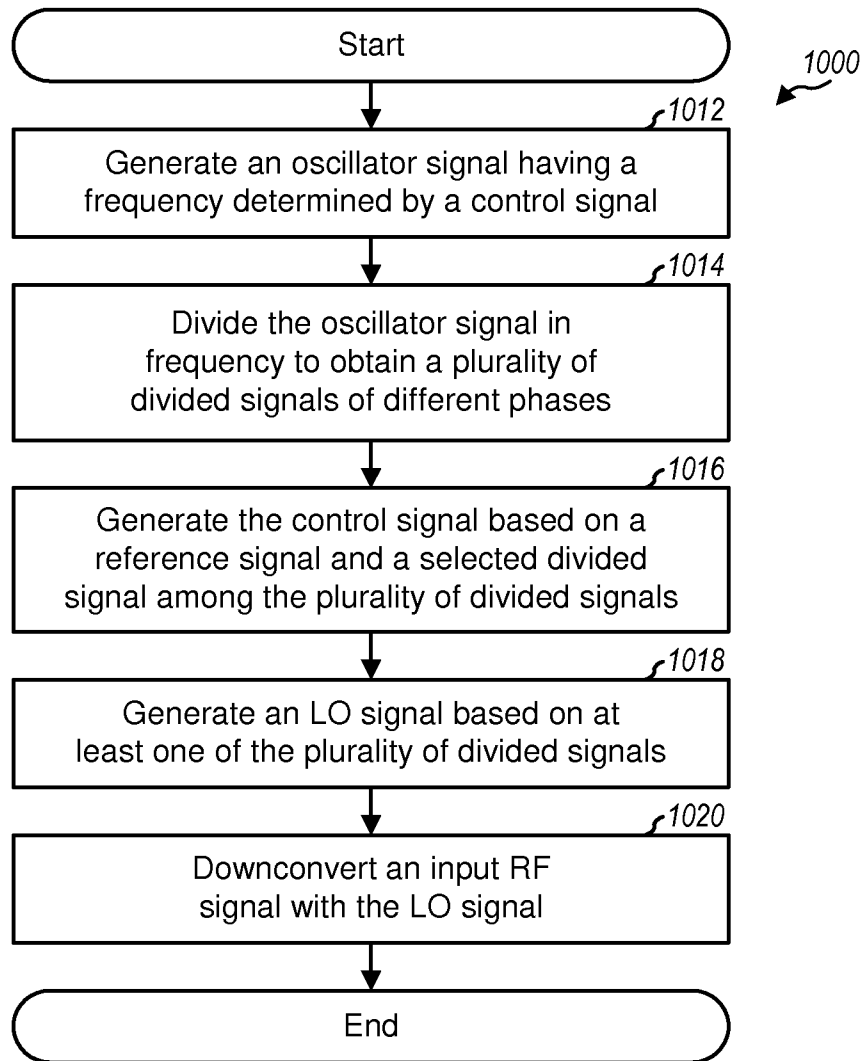 Start
1000
1012
Generate an oscillator signal having a
frequency determined by a control signal
1014
Divide the oscillator signal in
frequency to obtain a plurality of
divided signals of different phases
1016
Generate the control signal based on a
reference signal and a selected divided
signal among the plurality of divided signals
1018
Generate an LO signal based on at
least one of the plurality of divided signals
1020
Downconvert an input RF
signal with the LO signal
End